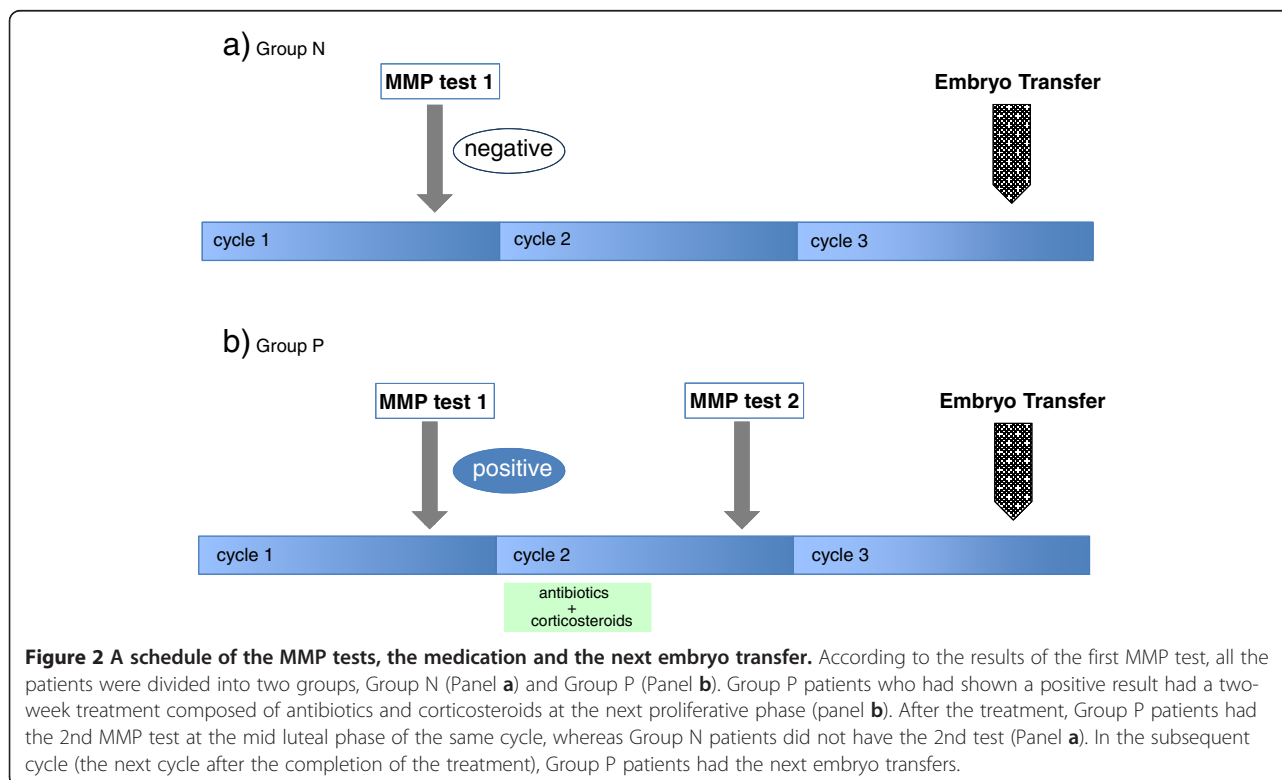 a) Group N
MMP test 1
Embryo Transfer
negative
cycle 1
cycle 2
cycle 3
b) Group P
MMP test 1
MMP test 2
Embryo Transfer
positive
cycle 1
cycle 2
cycle 3
antibiotics
+
corticosteroids
Figure 2 A schedule of the MMP tests, the medication and the next embryo transfer. According to the results of the first MMP test, all the
patients were divided into two groups, Group N (Panel a) and Group P (Panel b). Group P patients who had shown a positive result had a two-
week treatment composed of antibiotics and corticosteroids at the next proliferative phase (panel b). After the treatment, Group P patients had
the 2nd MMP test at the mid luteal phase of the same cycle, whereas Group N patients did not have the 2nd test (Panel a). In the subsequent
cycle (the next cycle after the completion of the treatment), Group P patients had the next embryo transfers.